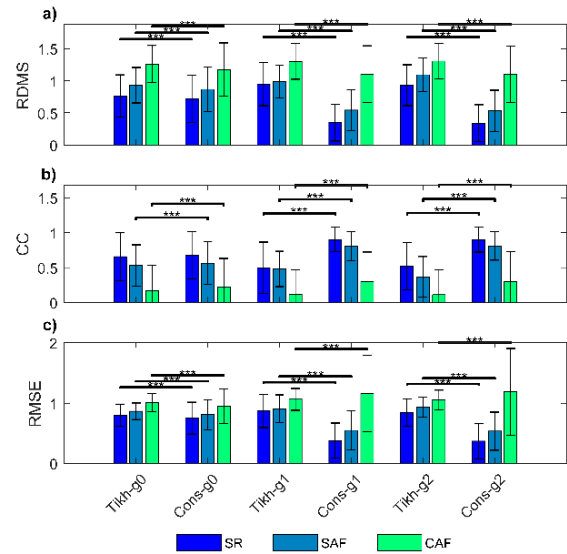 a)
RDMS
1.5
1
0.5
0
*** *** *** *** *** *** *** *** ***
b)
CC
1.5
1
0.5
0
*** *** *** *** *** *** *** ***
c)
RMSE
2
1
0
*** *** *** *** *** *** *** *** ***
Tikh-g0 Cons-g0 Tikh-g1 Cons-g1 Tikh-g2 Cons-g2
SR SAF CAF